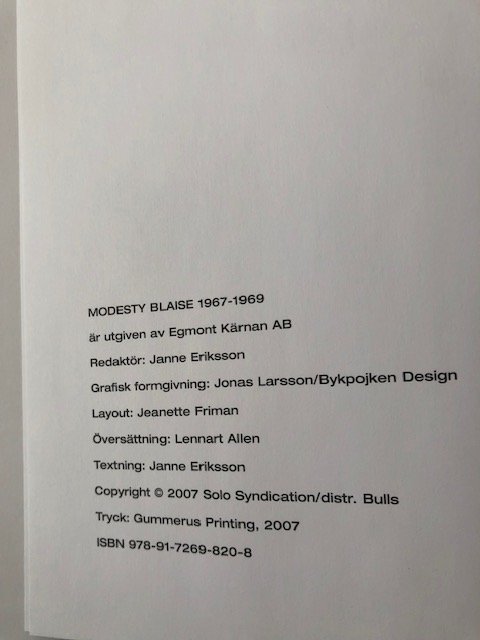 MODESTY BLAISE 1967-1969
är utgiven av Egmont Kärnan AB
Redaktör: Janne Eriksson
Grafisk formgivning: Jonas Larsson/Bykpojken Design
Layout: Jeanette Friman
Översättning: Lennart Allen
Textning: Janne Eriksson
Copyright © 2007 Solo Syndication/distr. Bulls
Tryck: Gummerus Printing, 2007
ISBN 978-91-7269-820-8